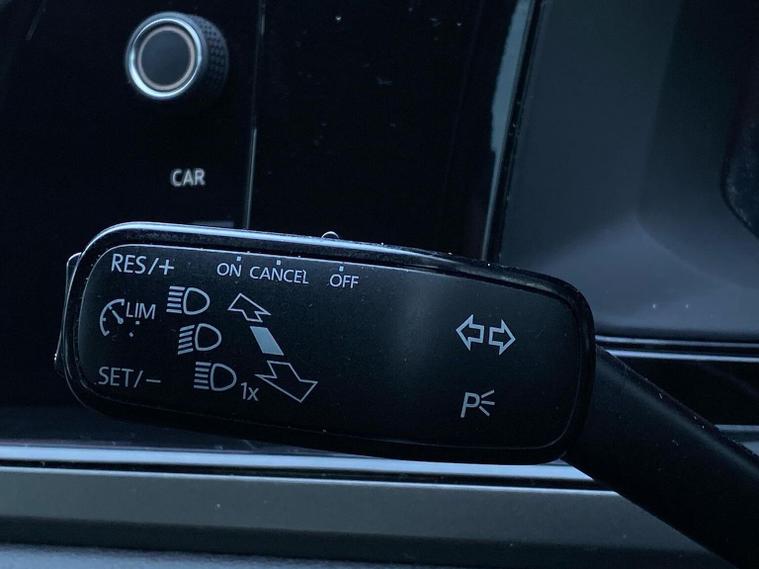 CAR
RES/+
ON CANCEL OFF
LIM
SET/−
1x
P